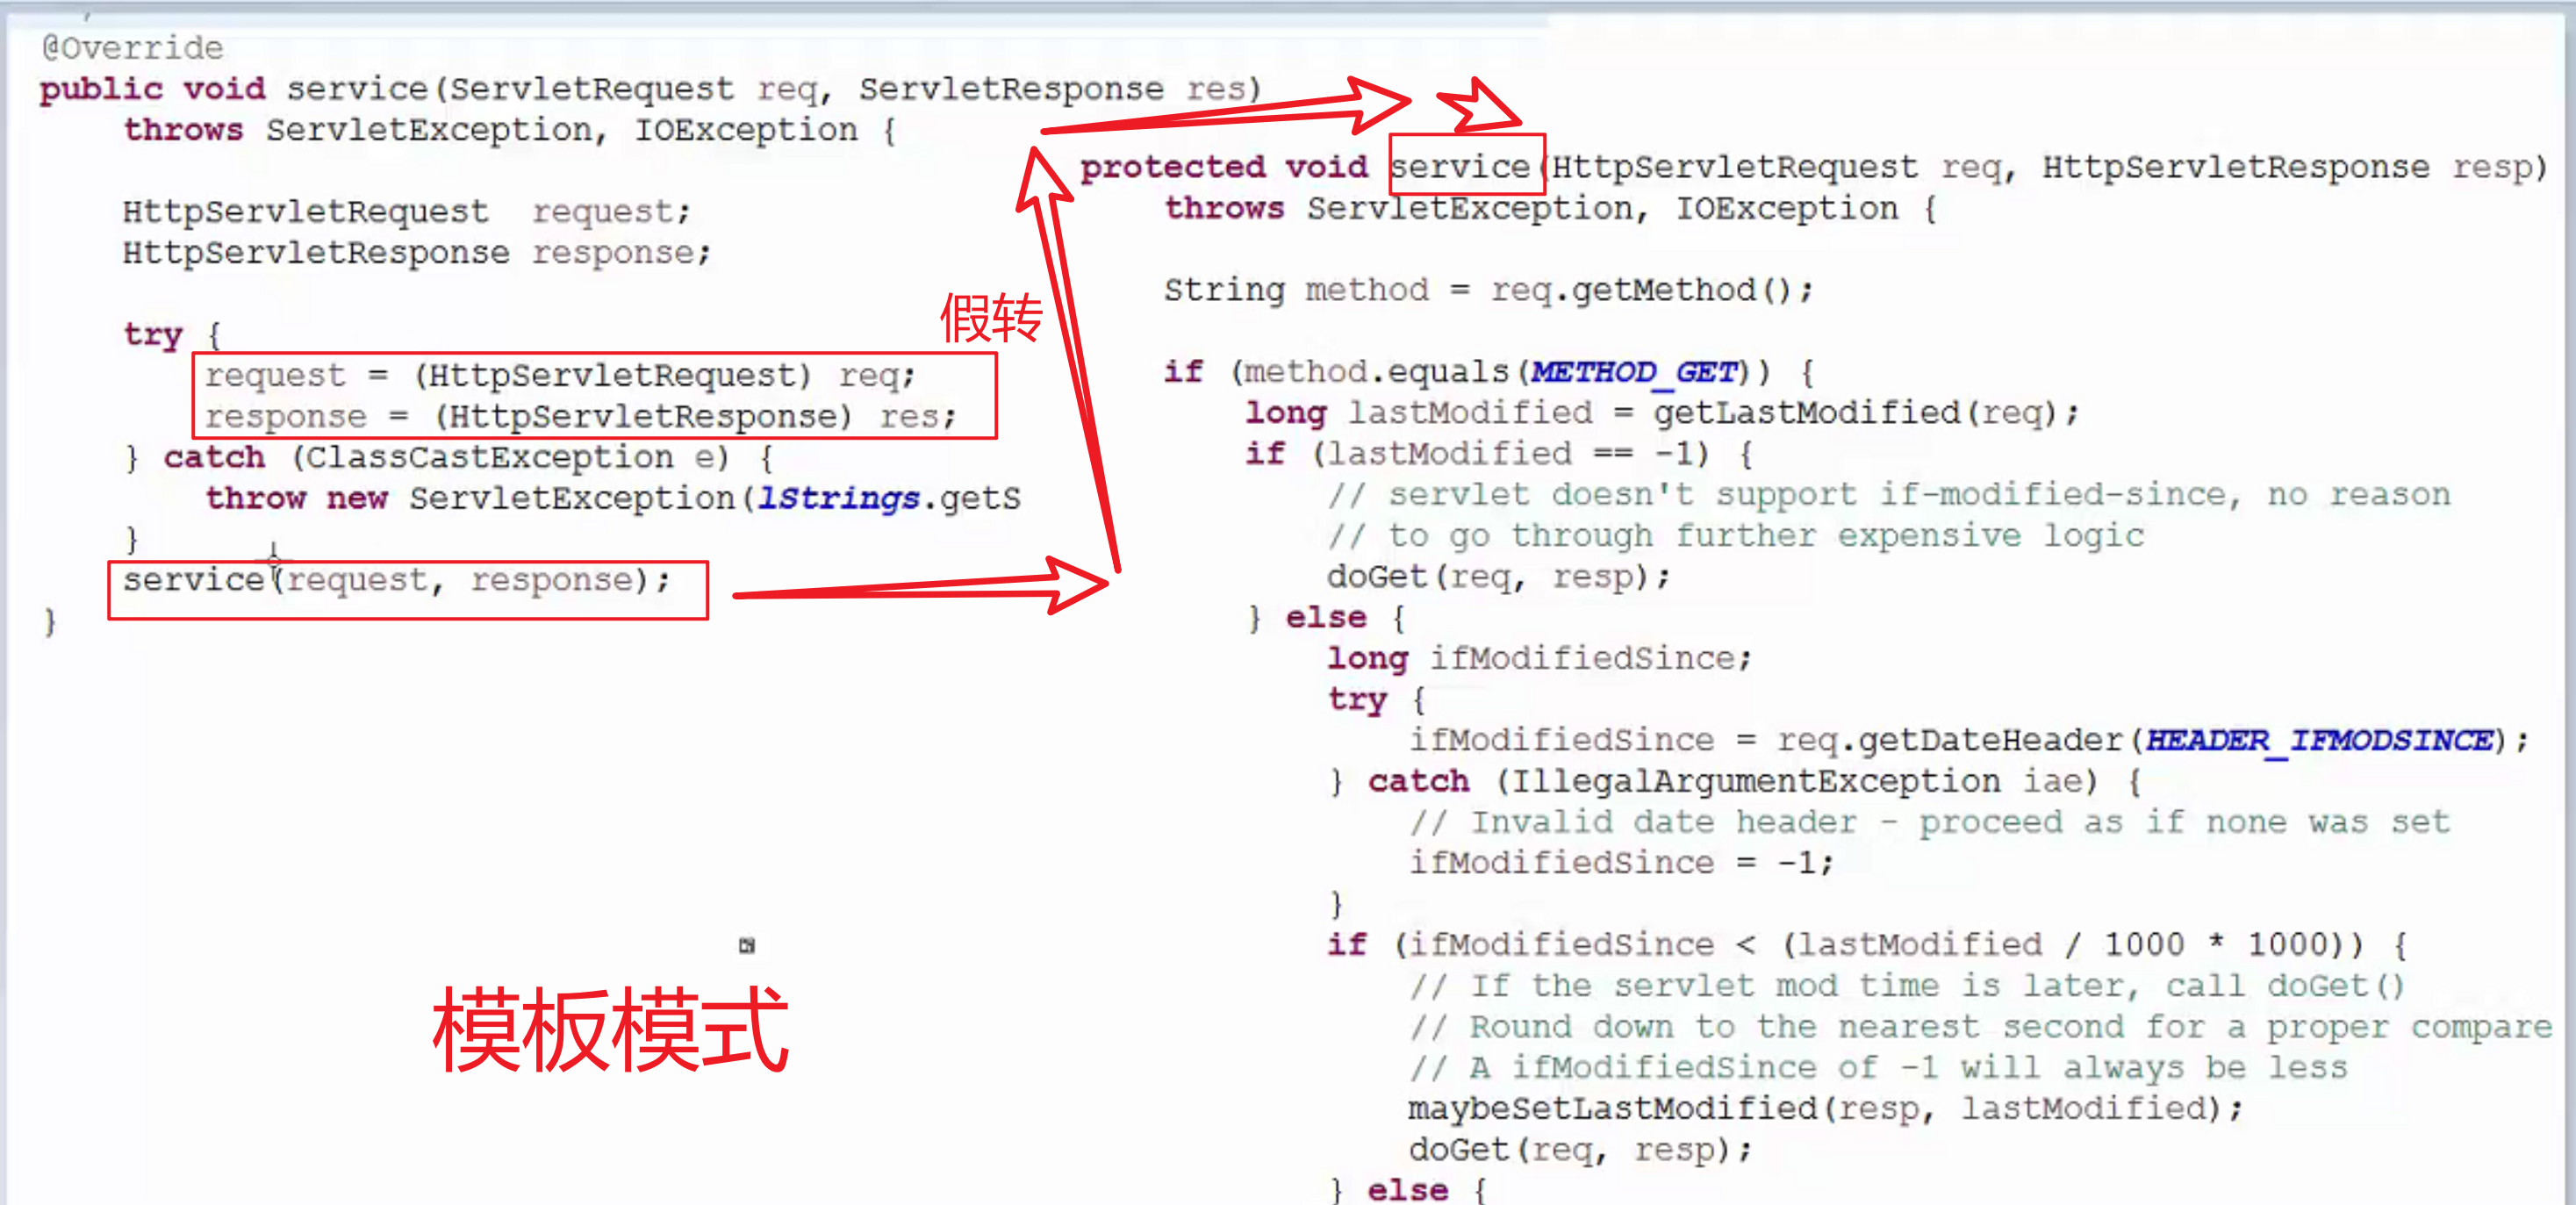 @Override
public void service(ServletRequest req, ServletResponse res)
throws ServletException, IOException {
HttpServletRequest request;
HttpServletResponse response;
try {
request = (HttpServletRequest) req;
response = (HttpServletResponse) res;
} catch (ClassCastException e) {
throw new ServletException(lStrings.getS
}
service(request, response);
}
假转
模板模式
protected void service(HttpServletRequest req, HttpServletResponse resp)
throws ServletException, IOException {
String method = req.getMethod();
if (method.equals(METHOD_GET)) {
long lastModified = getLastModified(req);
if (lastModified == -1) {
// servlet doesn't support if-modified-since, no reason
// to go through further expensive logic
doGet(req, resp);
} else {
long ifModifiedSince;
try {
ifModifiedSince = req.getDateHeader(HEADER_IFMODSINCE);
} catch (IllegalArgumentException iae) {
// Invalid date header - proceed as if none was set
ifModifiedSince = -1;
}
if (ifModifiedSince < (lastModified / 1000 * 1000)) {
// If the servlet mod time is later, call doGet()
// Round down to the nearest second for a proper compare
// A ifModifiedSince of -1 will always be less
maybeSetLastModified(resp, lastModified);
doGet(req, resp);
} else {